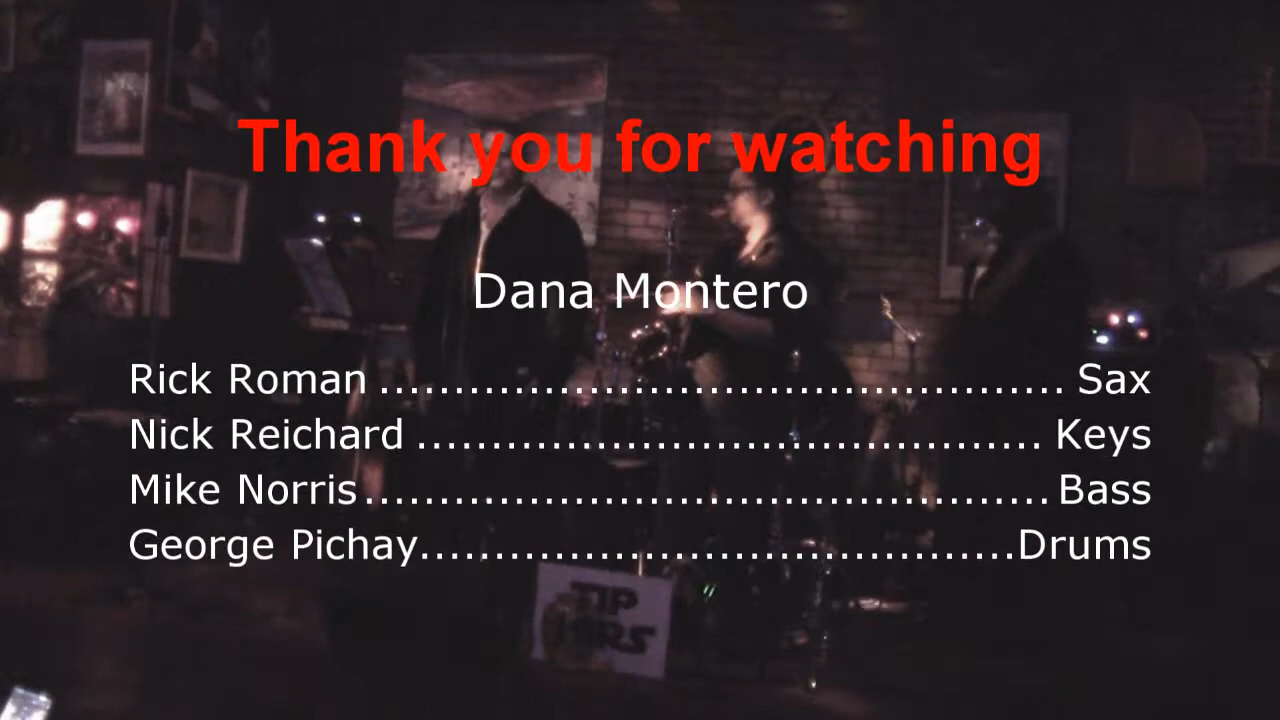 Thank you for watching
Dana Montero
Rick Roman .............................................. Sax
Nick Reichard .......................................... Keys
Mike Norris.............................................. Bass
George Pichay........................................Drums
TIP